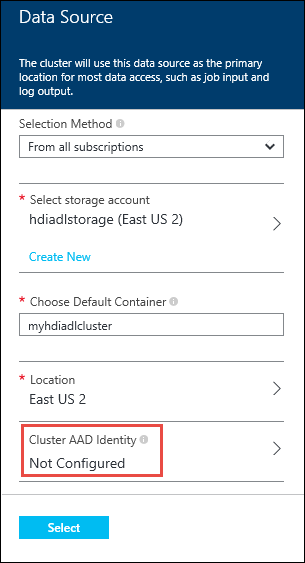 Data Source
The cluster will use this data source as the primary
location for most data access, such as job input and
log output.
Selection Method
From all subscriptions
* Select storage account
hdiadlstorage (East US 2)
Create New
* Choose Default Container
myhdiadlcluster
* Location
East US 2
Cluster AAD Identity
Not Configured
Select